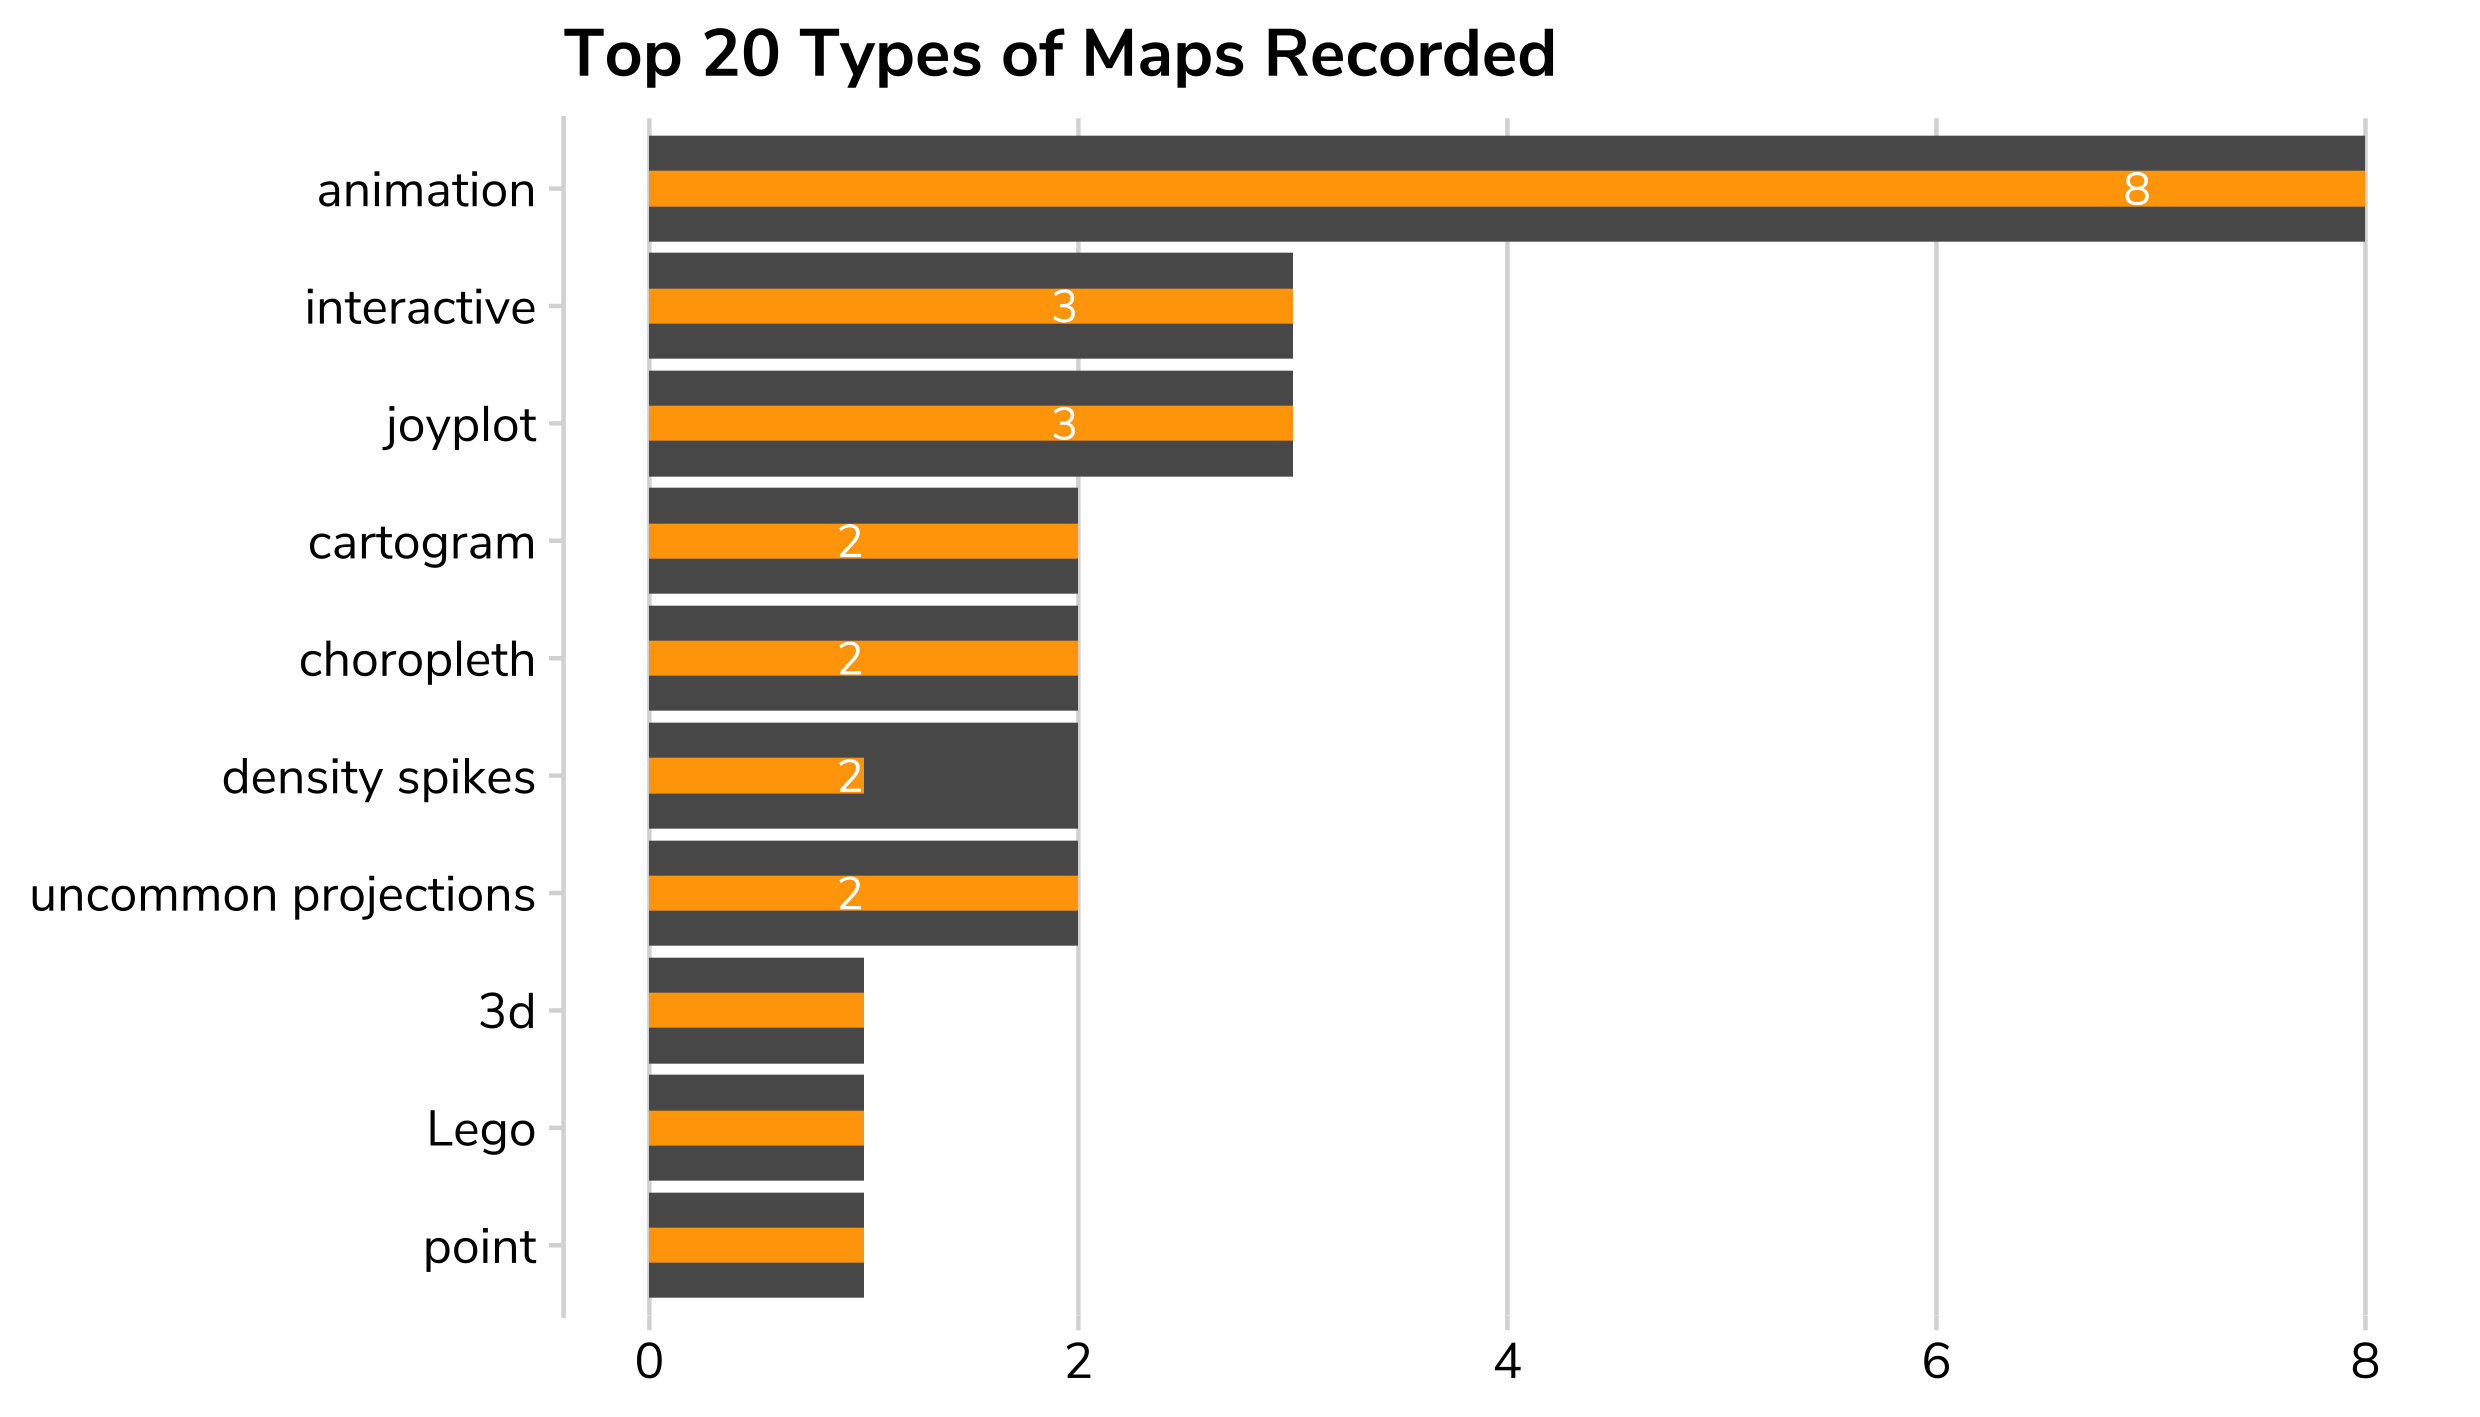 Top 20 Types of Maps Recorded
animation 8
interactive 3
joyplot 3
cartogram 2
choropleth 2
density spikes 2
uncommon projections 2
3d
Lego
point
0 2 4 6 8